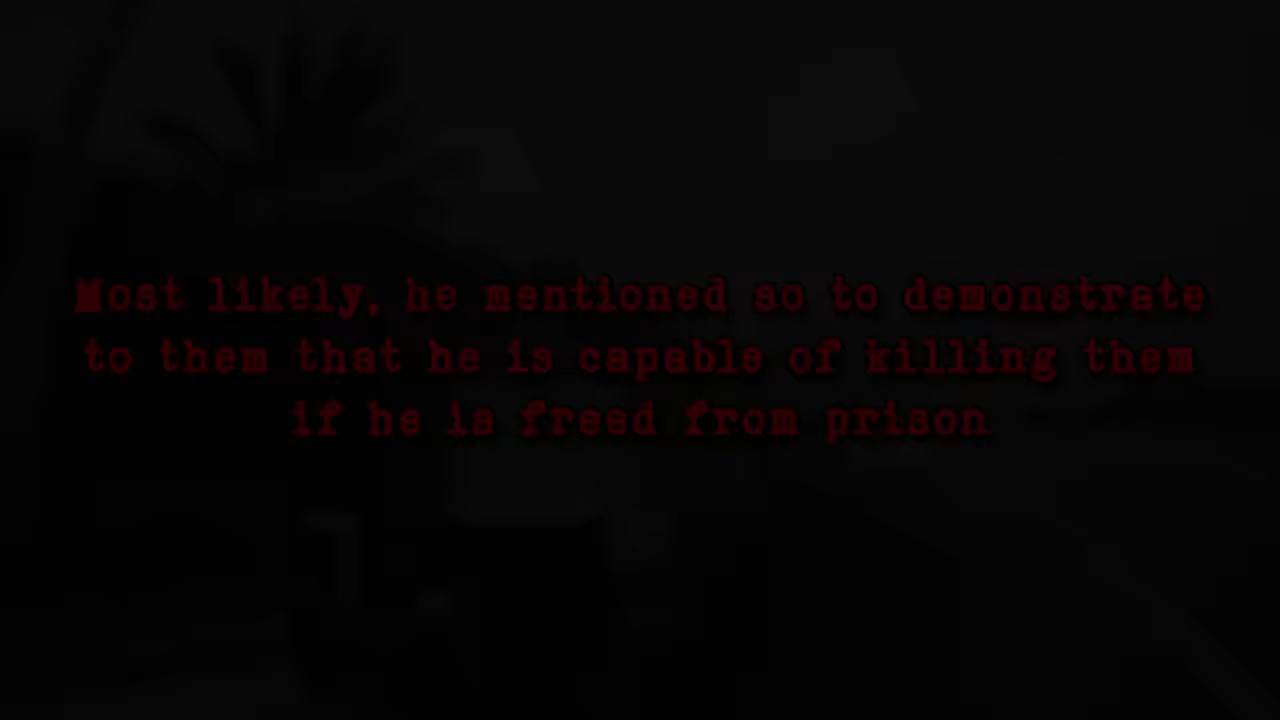 Most likely, he mentioned so to demonstrate
to them that he is capable of killing them
if he is freed from prison